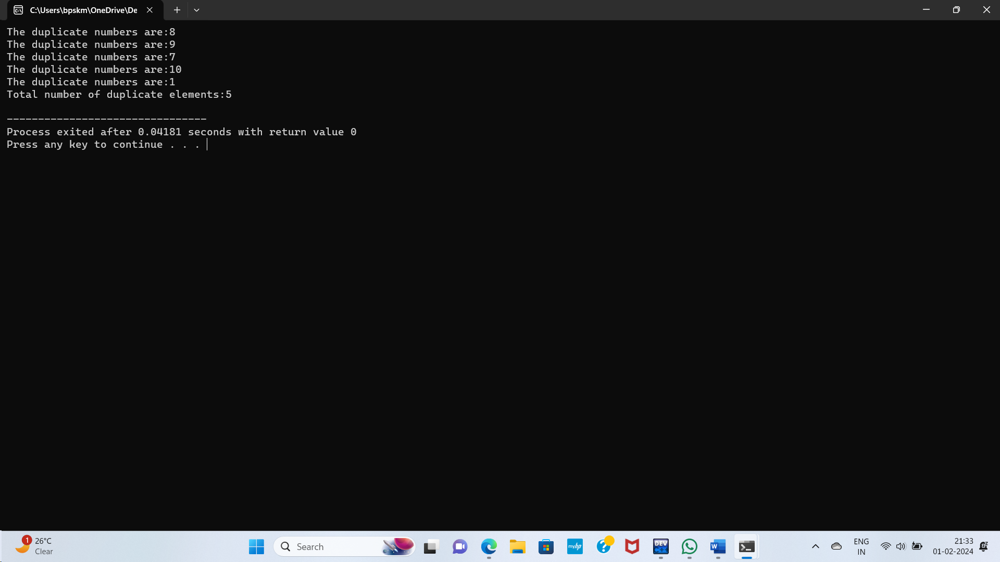 C:\Users\bpskm\OneDrive\De
The duplicate numbers are:8
The duplicate numbers are:9
The duplicate numbers are:7
The duplicate numbers are:10
The duplicate numbers are:1
Total number of duplicate elements:5
--------------------------------
Process exited after 0.04181 seconds with return value 0
Press any key to continue . . .
1
26°C
Clear
Search
myhp
DEV
C++
W
ENG
IN
21:33
01-02-2024